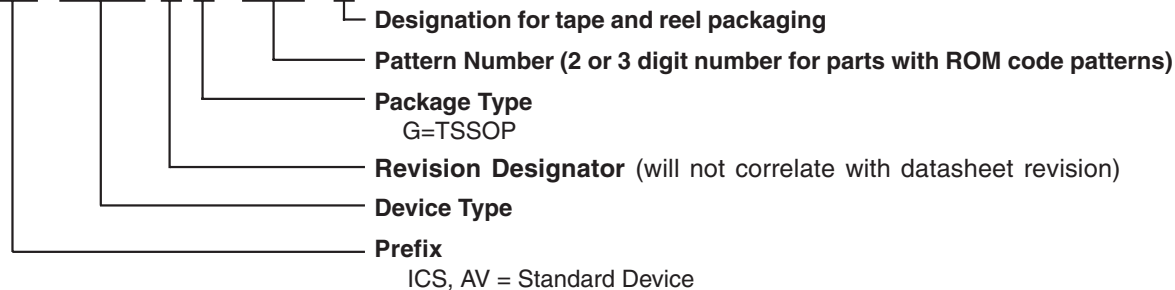 Designation for tape and reel packaging
Pattern Number (2 or 3 digit number for parts with ROM code patterns)
Package Type
G=TSSOP
Revision Designator (will not correlate with datasheet revision)
Device Type
Prefix
ICS, AV = Standard Device